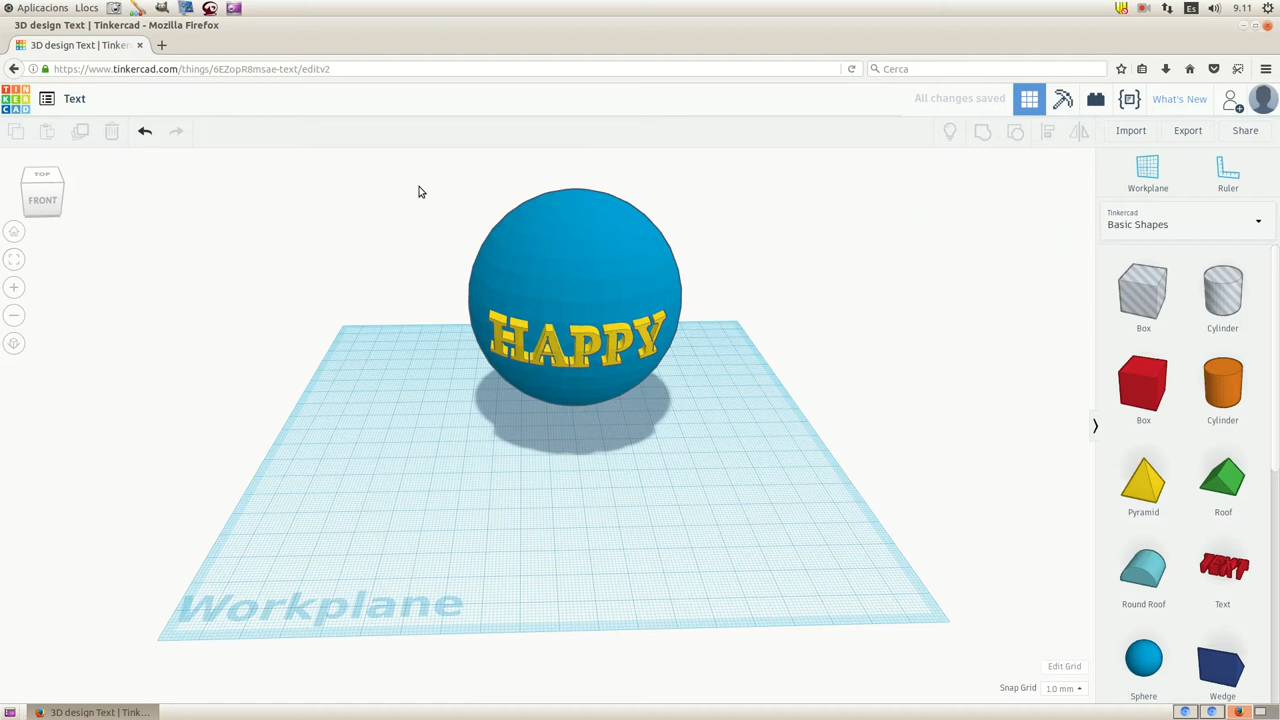 Aplicacions Llocs Es 9.11
3D design Text | Tinkercad - Mozilla Firefox
3D design Text | Tinker
https://www.tinkercad.com/things/6EZopR8msae-text/editv2
Cerca
TIN
KER
CAD
Text
All changes saved
What's New
Import Export Share
TOP
FRONT
Workplane Ruler
Tinkercad
Basic Shapes
Box Cylinder
Box Cylinder
Pyramid Roof
TEXT
Round Roof Text
Sphere Wedge
HAPPY
Workplane
Edit Grid
Snap Grid 1.0 mm
3D design Text | Tink...